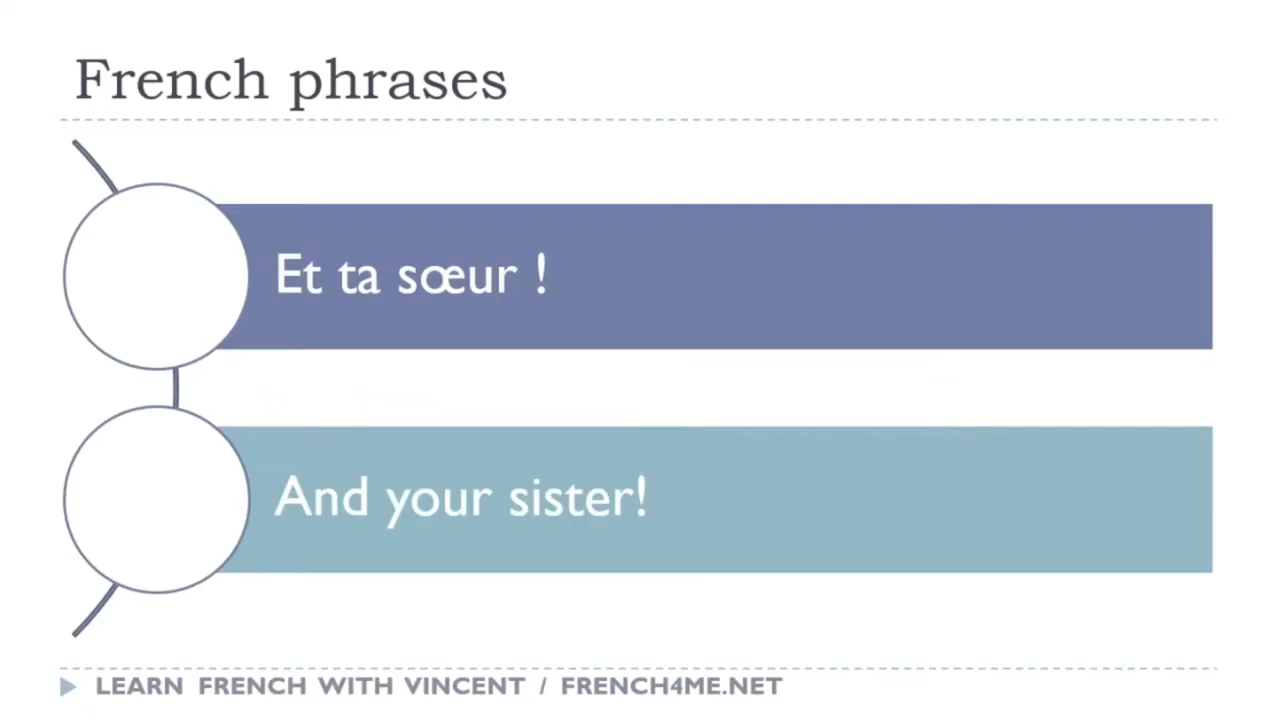 French phrases
Et ta sœur !
And your sister!
LEARN FRENCH WITH VINCENT / FRENCH4ME.NET